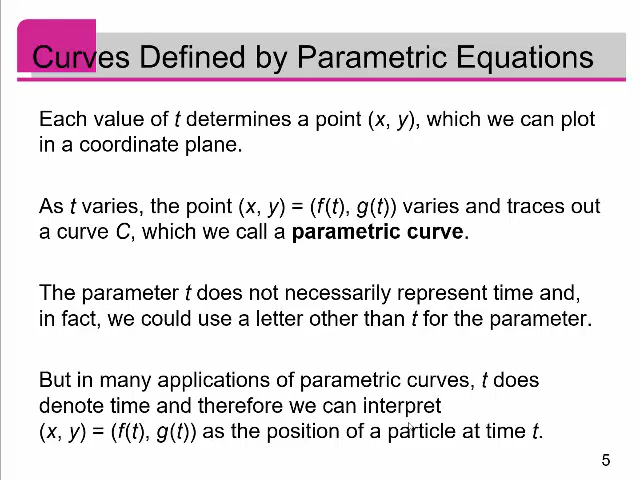 Curves Defined by Parametric Equations
Each value of t determines a point (x, y), which we can plot
in a coordinate plane.
As t varies, the point (x, y) = (f(t), g(t)) varies and traces out
a curve C, which we call a parametric curve.
The parameter t does not necessarily represent time and,
in fact, we could use a letter other than t for the parameter.
But in many applications of parametric curves, t does
denote time and therefore we can interpret
(x, y) = (f(t), g(t)) as the position of a particle at time t.
5